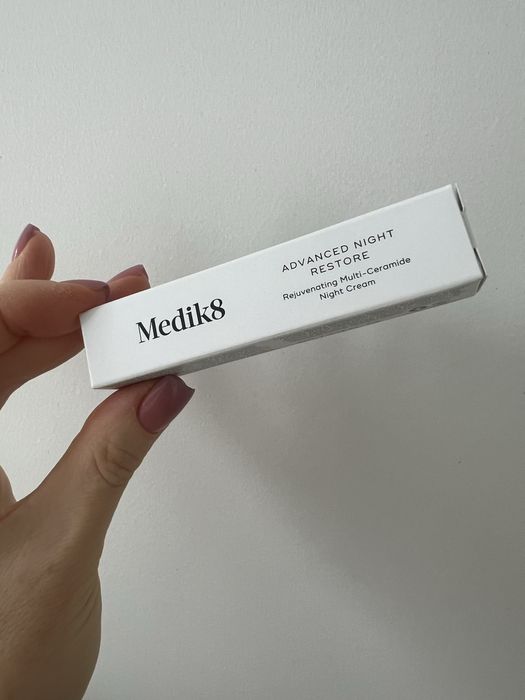 Medik8
ADVANCED NIGHT
RESTORE
Rejuvenating Multi-Ceramide
Night Cream